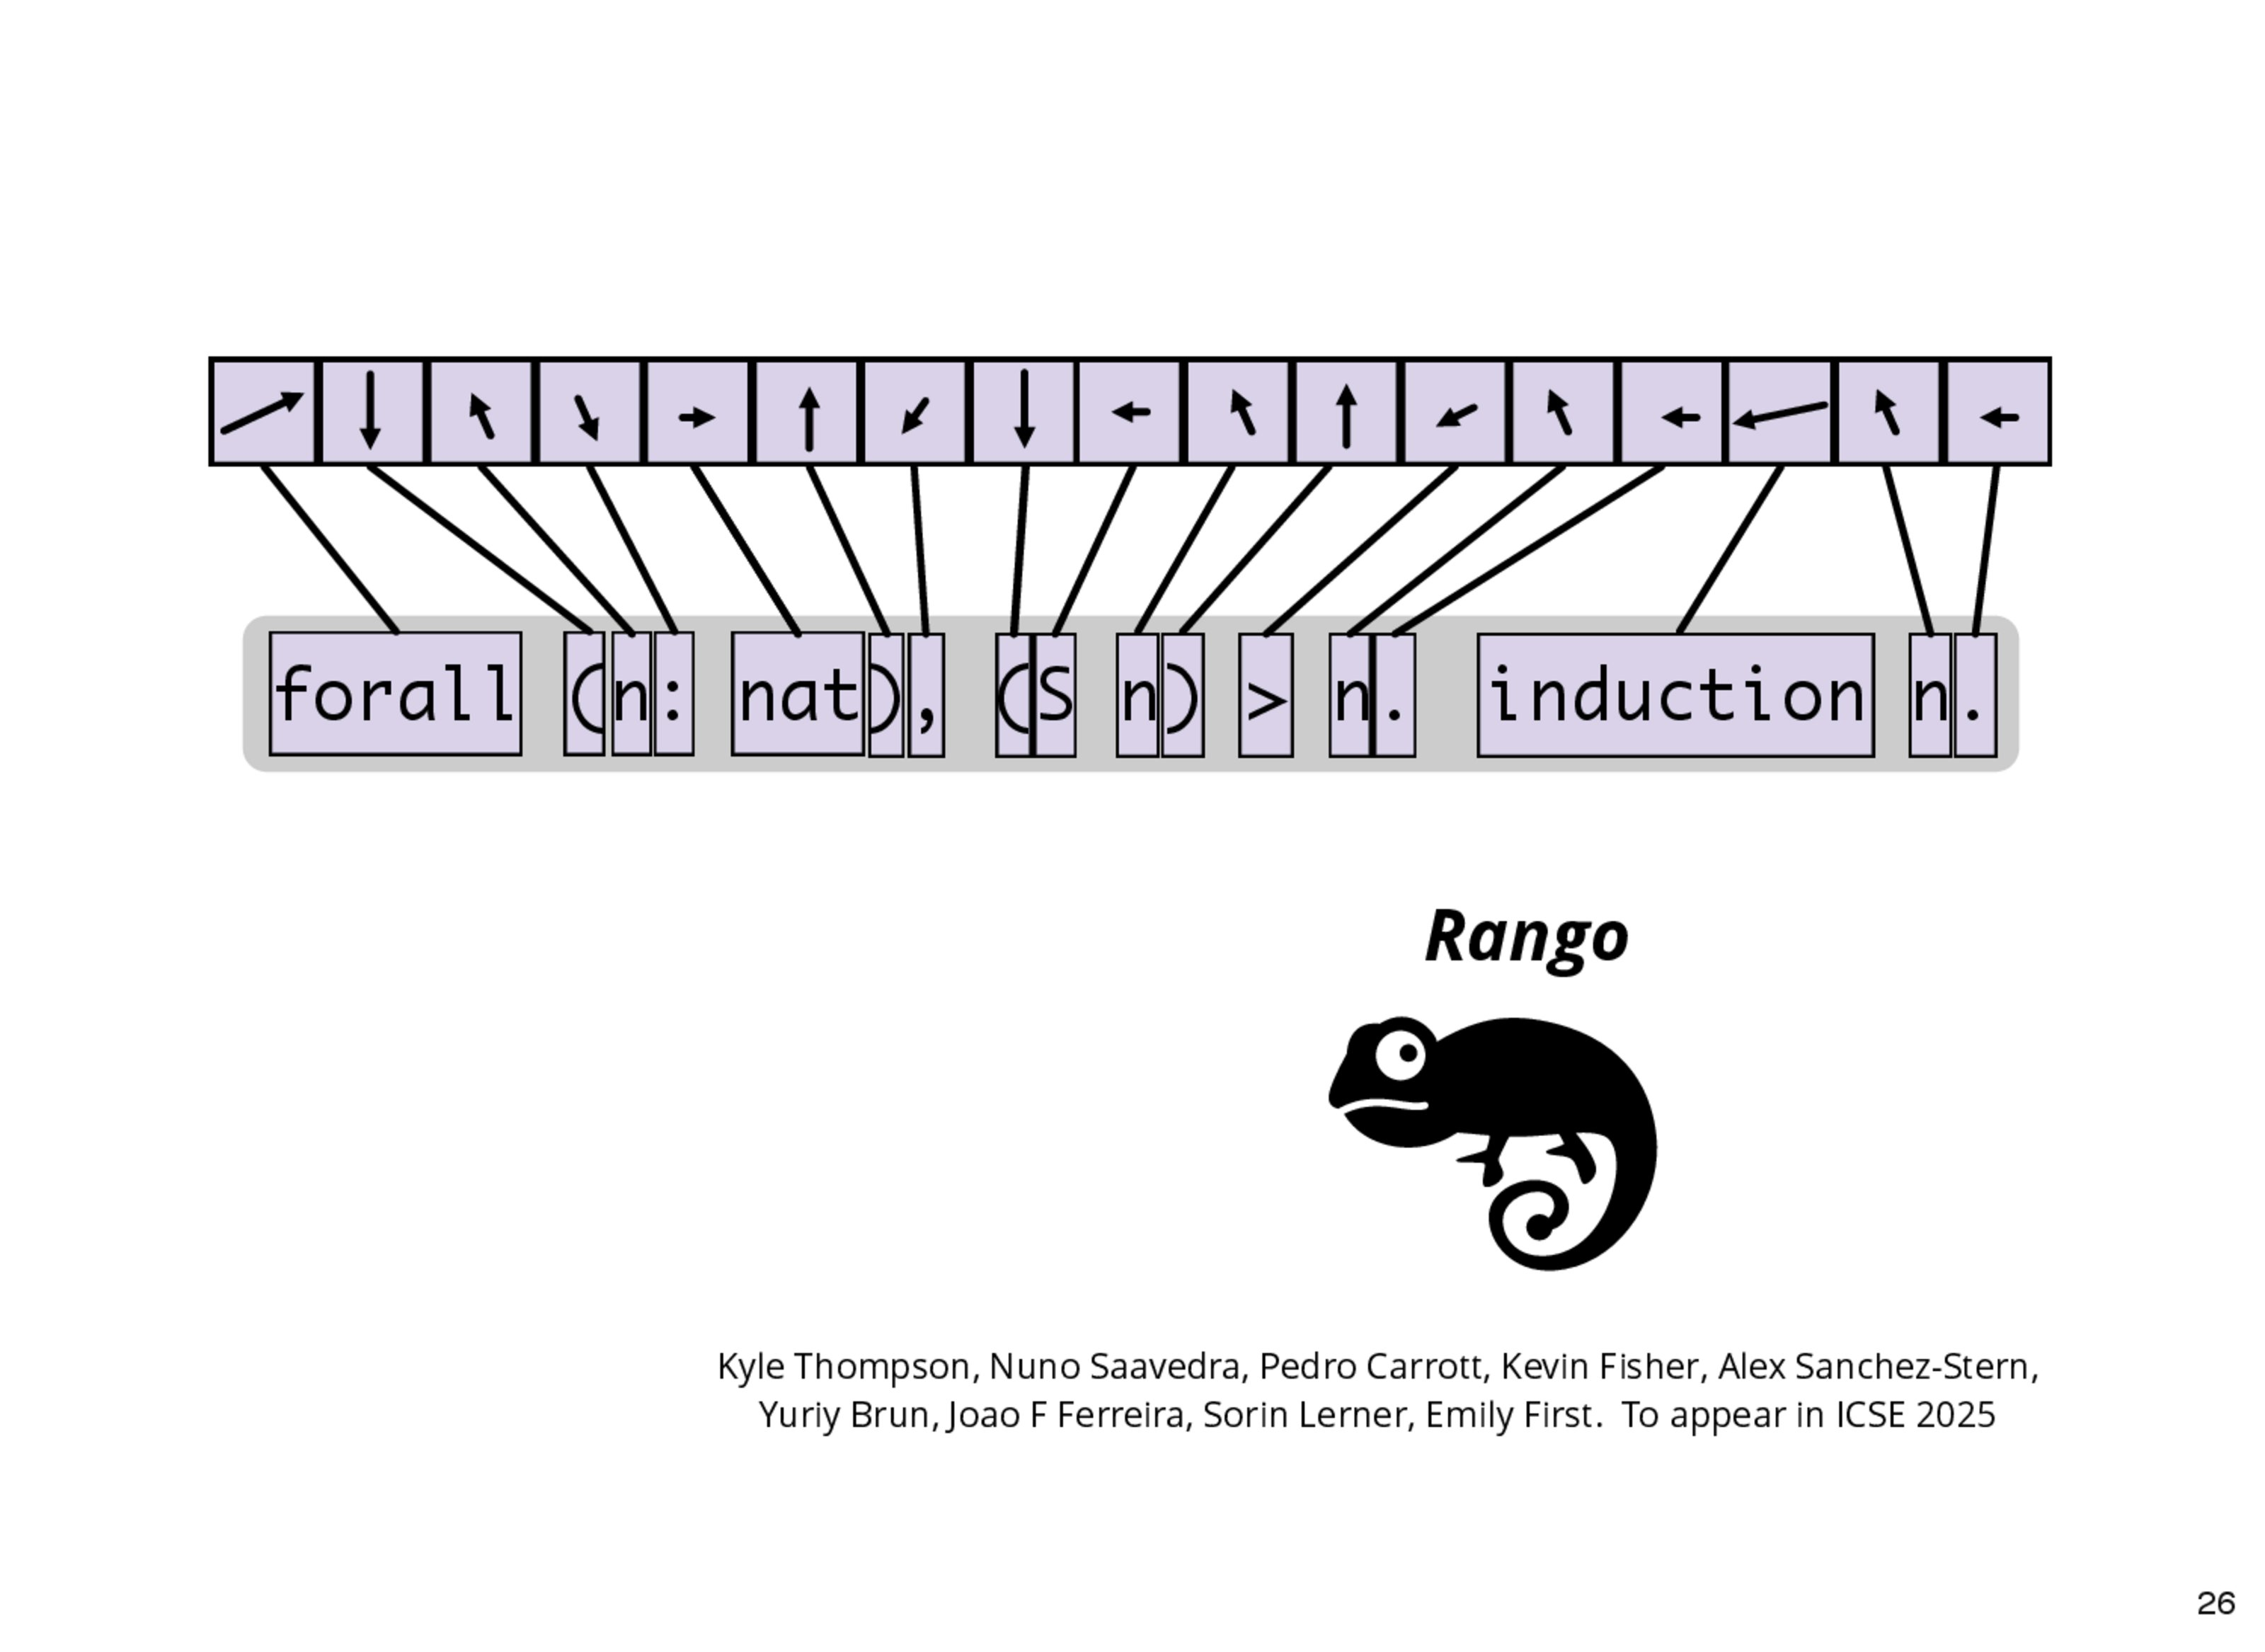 forall (n: nat), (S n) > n. induction n.
Rango
Kyle Thompson, Nuno Saavedra, Pedro Carrott, Kevin Fisher, Alex Sanchez-Stern,
Yuriy Brun, Joao F Ferreira, Sorin Lerner, Emily First. To appear in ICSE 2025
26